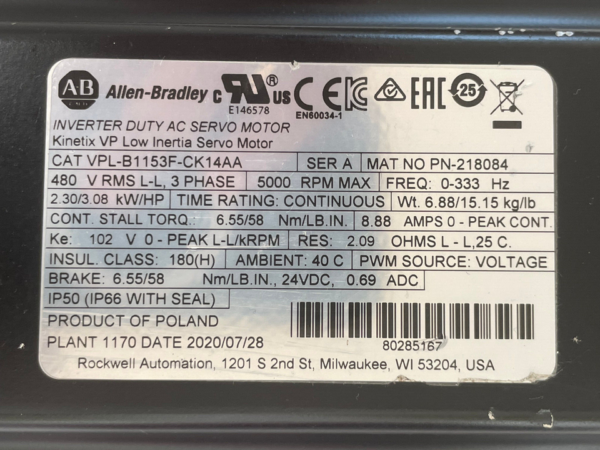 AB
Allen-Bradley
c RU ® us CE KC EAC 25
E146578
EN60034-1
INVERTER DUTY AC SERVO MOTOR
Kinetix VP Low Inertia Servo Motor
CAT VPL-B1153F-CK14AA SER A MAT NO PN-218084
480 V RMS L-L, 3 PHASE 5000 RPM MAX FREQ: 0-333 Hz
2.30/3.08 kW/HP TIME RATING: CONTINUOUS Wt. 6.88/15.15 kg/lb
CONT. STALL TORQ.: 6.55/58 Nm/LB.IN. 8.88 AMPS 0 - PEAK CONT.
Ke: 102 V 0 - PEAK L-L/kRPM RES: 2.09 OHMS L - L,25 C.
INSUL. CLASS: 180(H) AMBIENT: 40 C PWM SOURCE: VOLTAGE
BRAKE: 6.55/58 Nm/LB.IN., 24VDC, 0.69 ADC
IP50 (IP66 WITH SEAL)
PRODUCT OF POLAND
PLANT 1170 DATE 2020/07/28 80285167
Rockwell Automation, 1201 S 2nd St, Milwaukee, WI 53204, USA